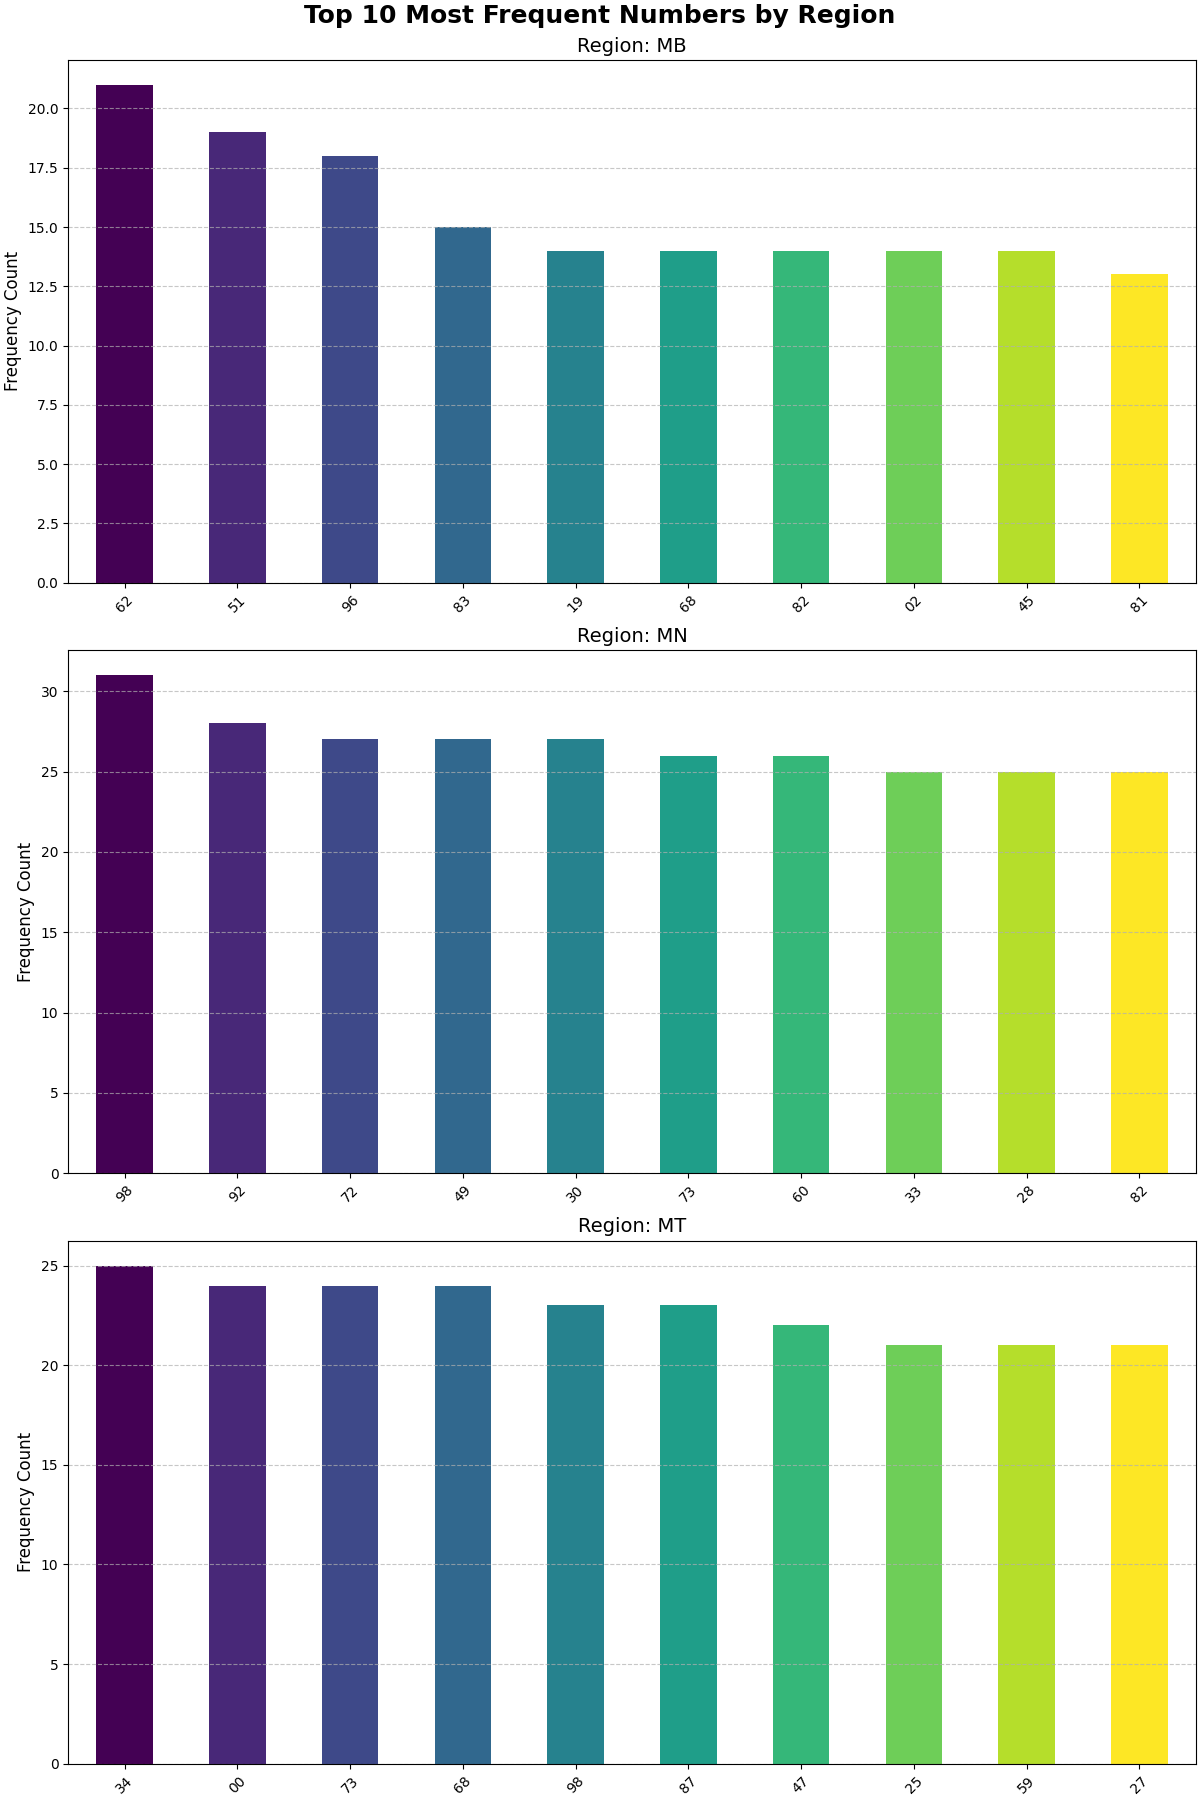 Top 10 Most Frequent Numbers by Region
Region: MB
Frequency Count
20.0
17.5
15.0
12.5
10.0
7.5
5.0
2.5
0.0
62 51 96 83 19 68 82 02 45 81
Region: MN
Frequency Count
30
25
20
15
10
5
0
98 92 72 49 30 73 60 33 28 82
Region: MT
Frequency Count
25
20
15
10
5
0
34 00 73 68 98 87 47 25 59 27